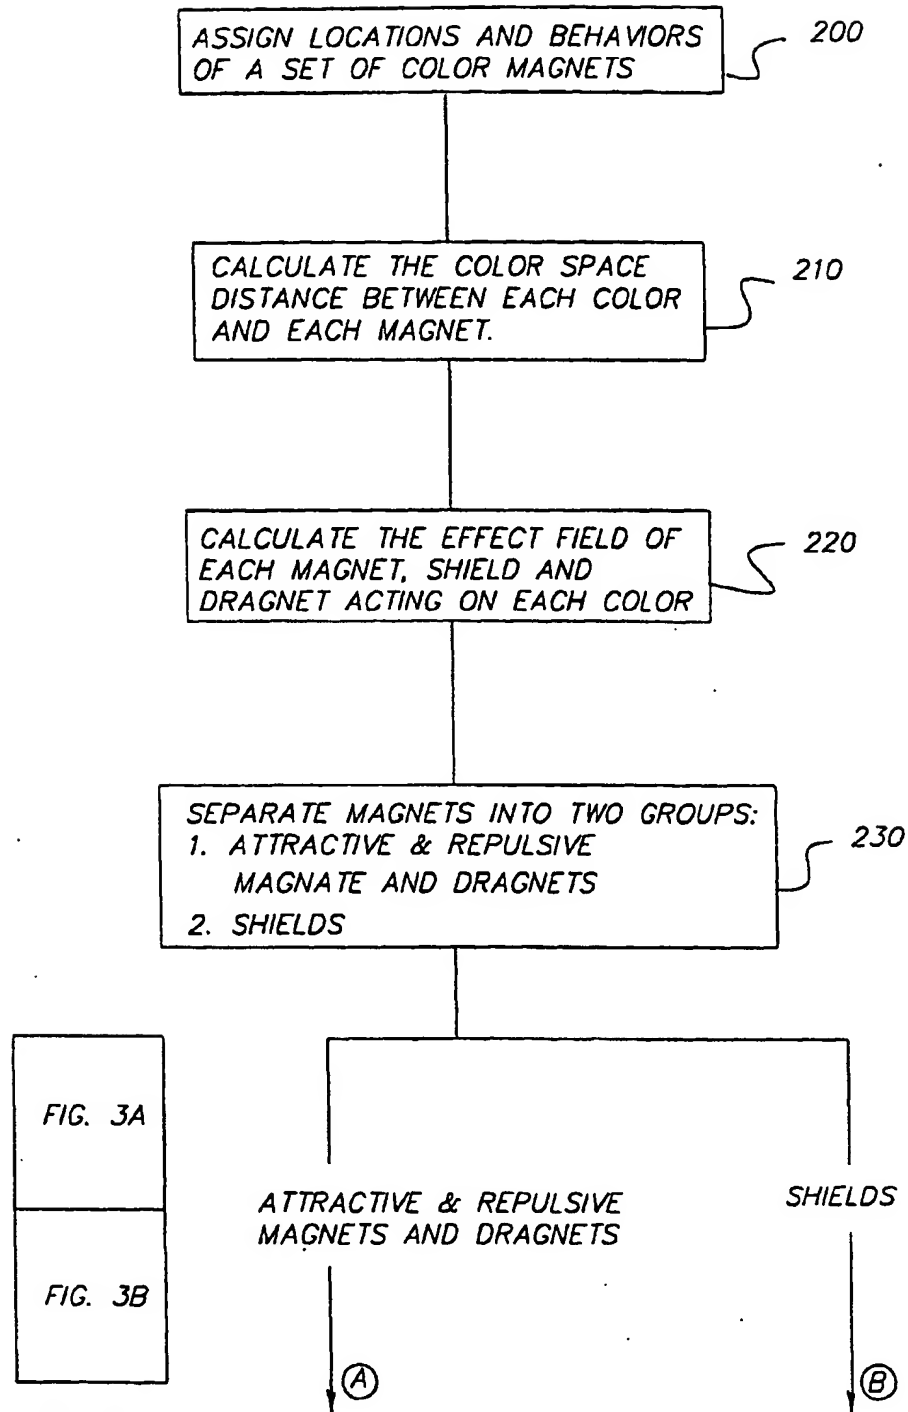 ASSIGN LOCATIONS AND BEHAVIORS
OF A SET OF COLOR MAGNETS
200
CALCULATE THE COLOR SPACE
DISTANCE BETWEEN EACH COLOR
AND EACH MAGNET.
210
CALCULATE THE EFFECT FIELD OF
EACH MAGNET, SHIELD AND
DRAGNET ACTING ON EACH COLOR
220
SEPARATE MAGNETS INTO TWO GROUPS:
1. ATTRACTIVE & REPULSIVE
MAGNATE AND DRAGNETS
2. SHIELDS
230
FIG. 3A
FIG. 3B
ATTRACTIVE & REPULSIVE
MAGNETS AND DRAGNETS
SHIELDS
A
B